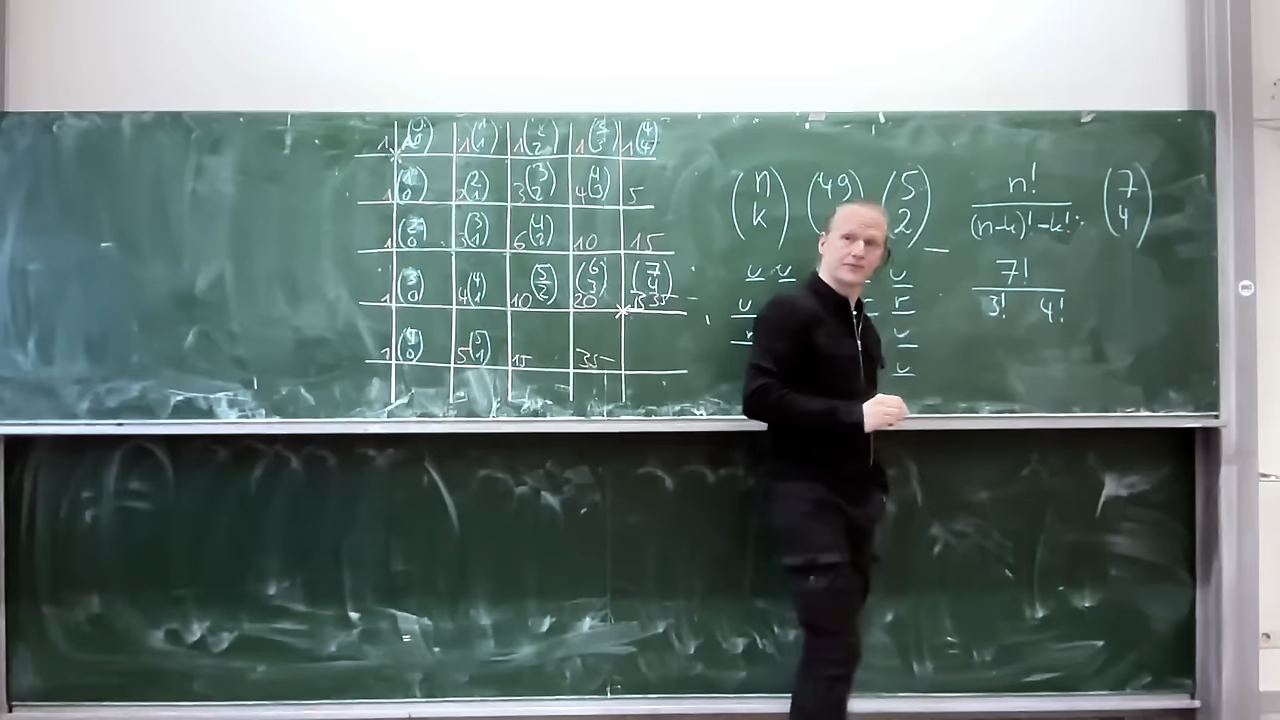 1 (0 0) 1 (1 1) 1 (2 2) 1 (3 3) 1 (4 4)
1 (1 0) 2 (2 1) 3 (3 2) 4 (4 3) 5
1 (2 0) 3 (3 1) 6 (4 2) 10 15
1 (3 0) 4 (4 1) 10 (5 2) 20 (6 3) 35 (7 4)
1 (4 0) 5 (5 1) 15 35
(n k) (49 (5 2) n! / (n-k)! - k! (7 4)
u u u 7! / 3! 4!
u r
u
u